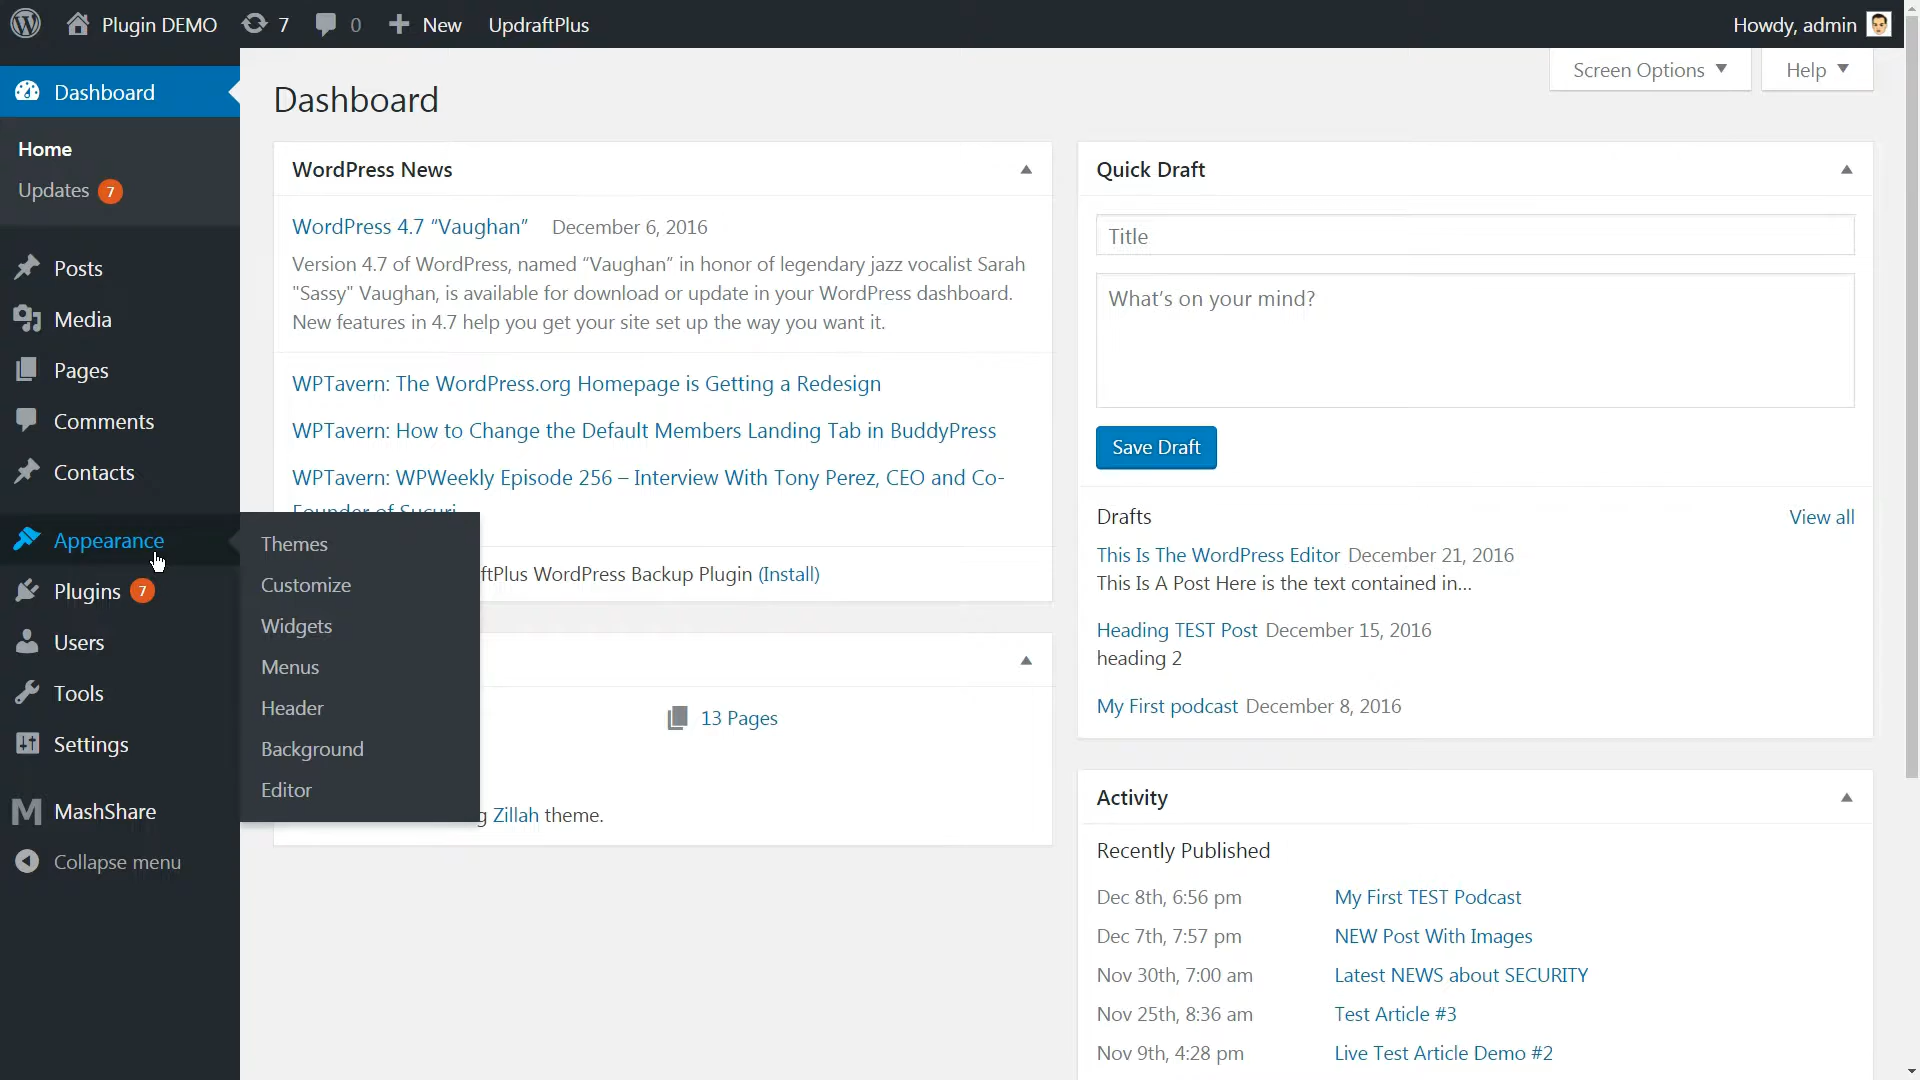 Plugin DEMO 7 0 New UpdraftPlus Howdy, admin
Screen Options Help
Dashboard
Home
Updates 7
Posts
Media
Pages
Comments
Contacts
Appearance
Plugins 7
Users
Tools
Settings
MashShare
Collapse menu
Themes
Customize
Widgets
Menus
Header
Background
Editor
Dashboard
WordPress News
WordPress 4.7 “Vaughan” December 6, 2016
Version 4.7 of WordPress, named “Vaughan” in honor of legendary jazz vocalist Sarah
"Sassy" Vaughan, is available for download or update in your WordPress dashboard.
New features in 4.7 help you get your site set up the way you want it.
WPTavern: The WordPress.org Homepage is Getting a Redesign
WPTavern: How to Change the Default Members Landing Tab in BuddyPress
WPTavern: WPWeekly Episode 256 – Interview With Tony Perez, CEO and Co-
Founder of Sucuri
ftPlus WordPress Backup Plugin (Install)
13 Pages
g Zillah theme.
Quick Draft
Title
What’s on your mind?
Save Draft
Drafts View all
This Is The WordPress Editor December 21, 2016
This Is A Post Here is the text contained in…
Heading TEST Post December 15, 2016
heading 2
My First podcast December 8, 2016
Activity
Recently Published
Dec 8th, 6:56 pm My First TEST Podcast
Dec 7th, 7:57 pm NEW Post With Images
Nov 30th, 7:00 am Latest NEWS about SECURITY
Nov 25th, 8:36 am Test Article #3
Nov 9th, 4:28 pm Live Test Article Demo #2